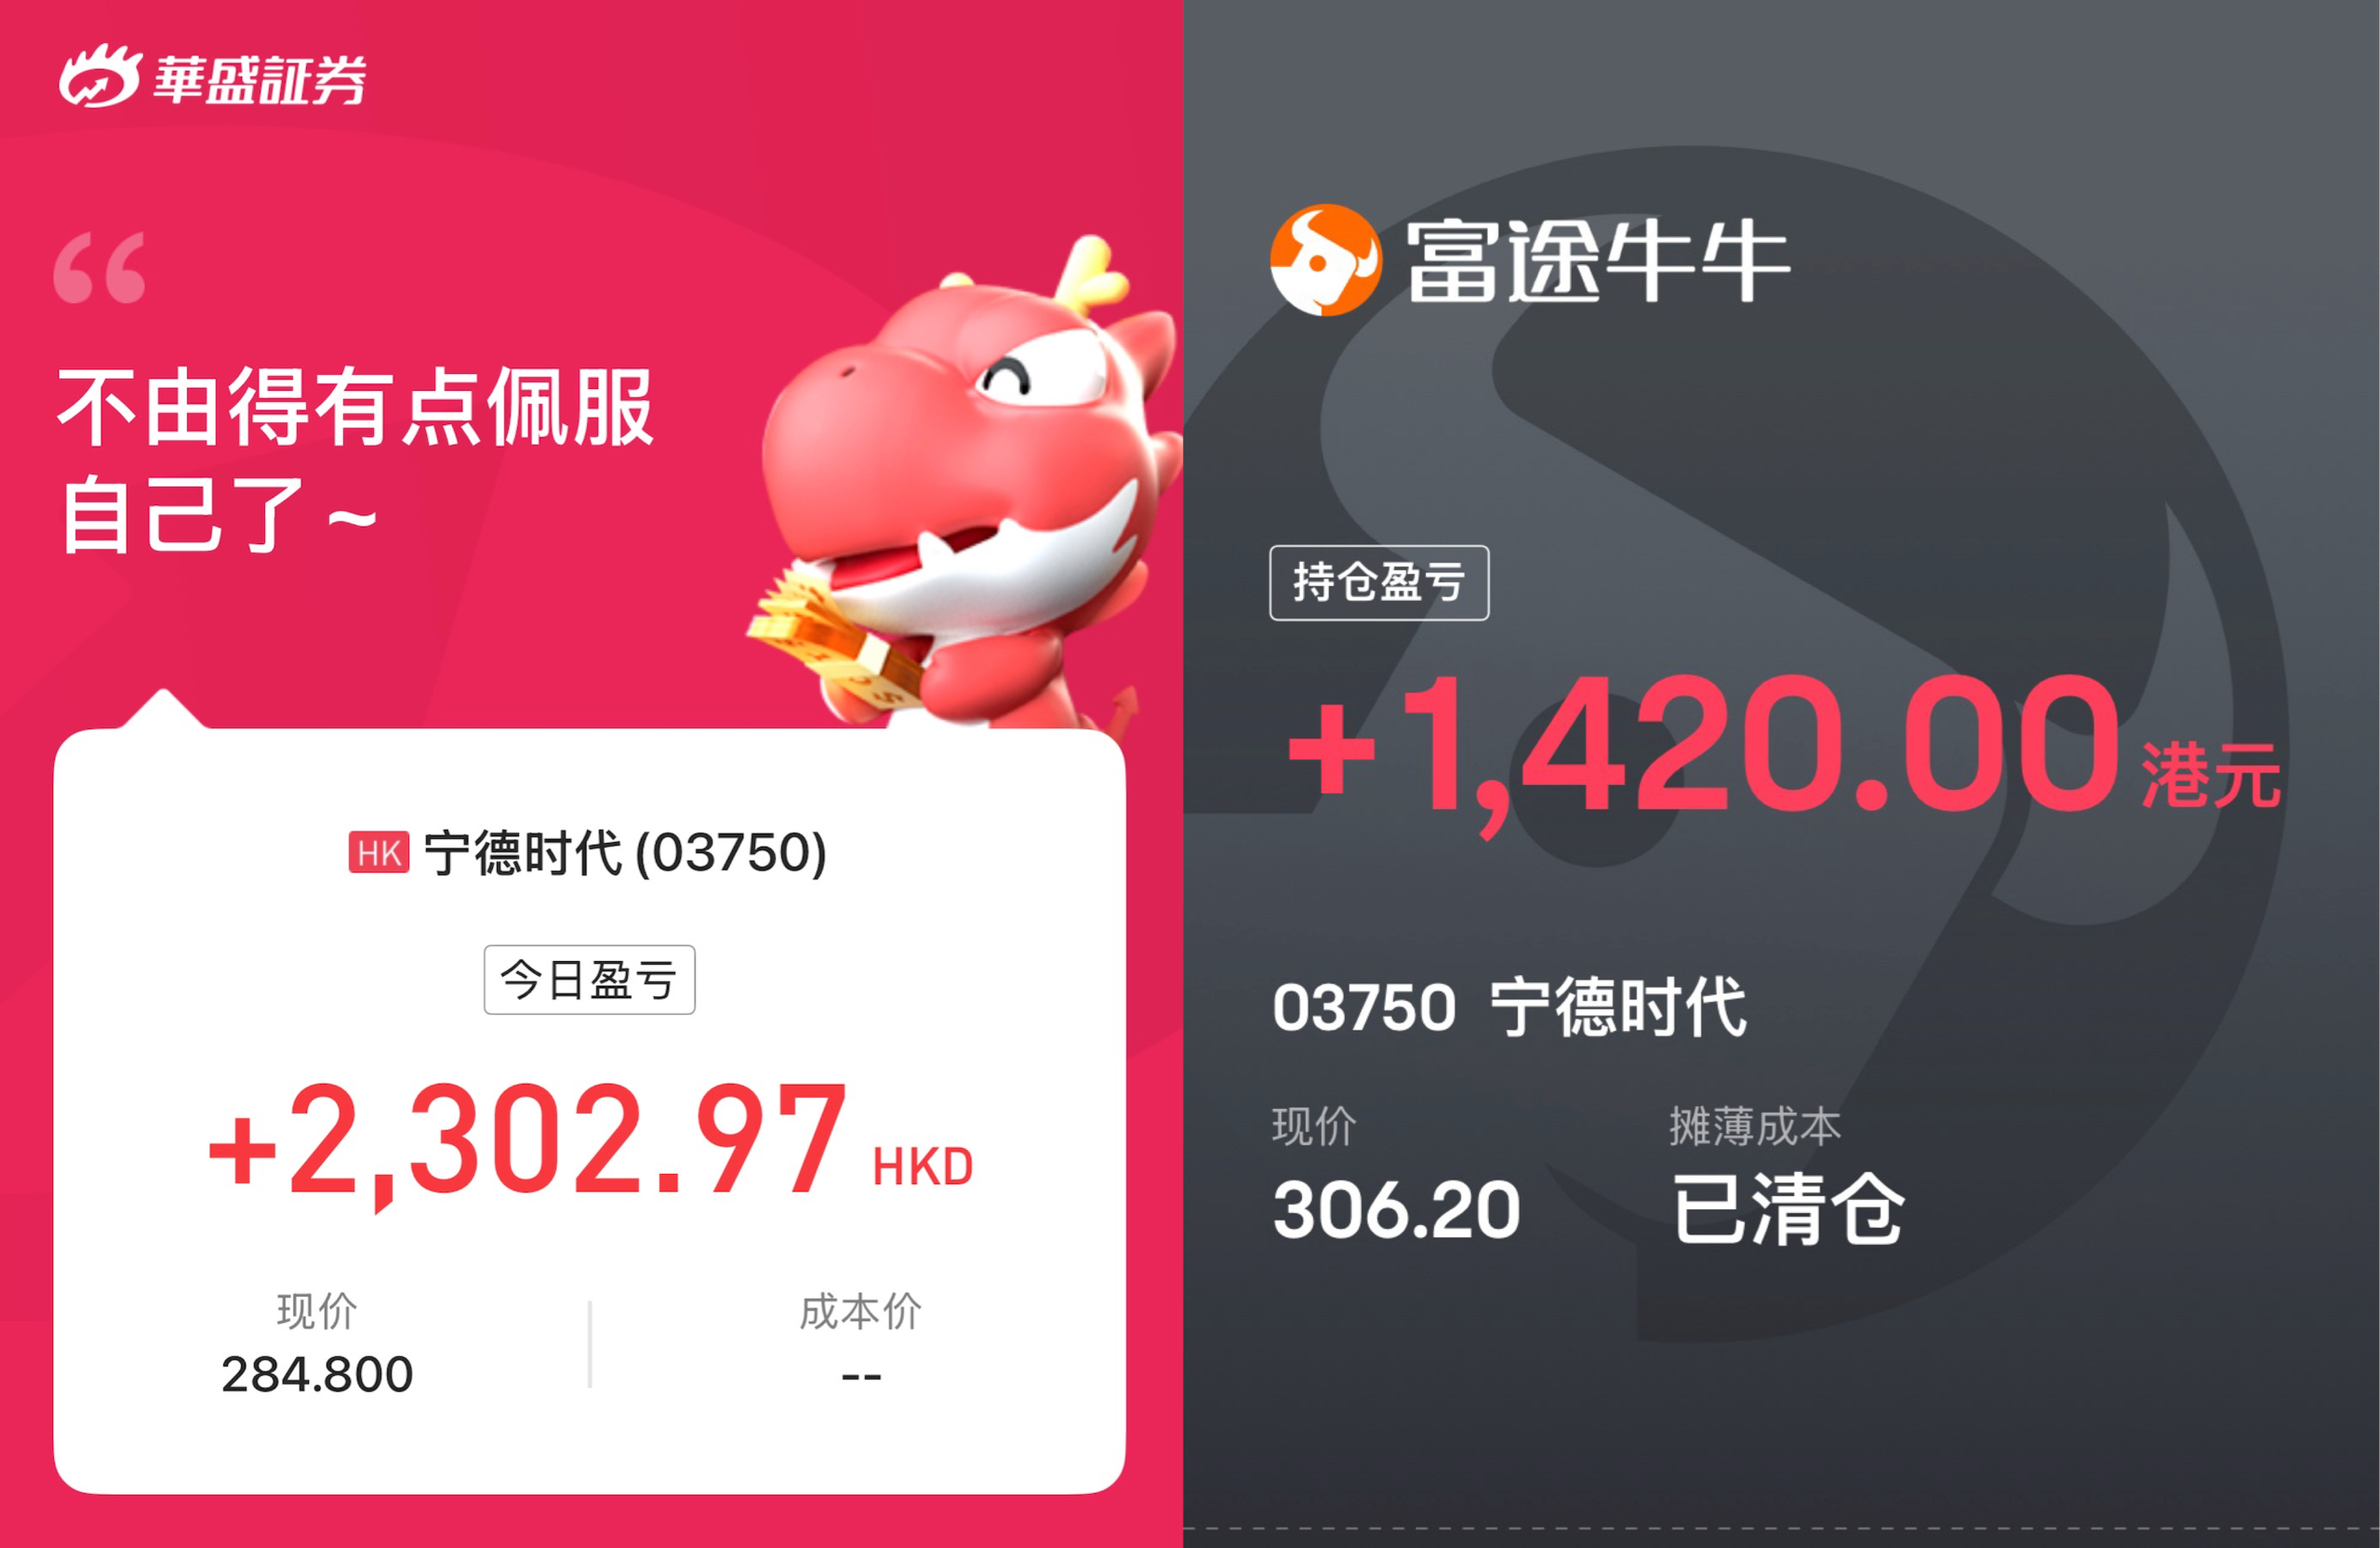 華盛証券
不由得有点佩服
自己了~
HK 宁德时代 (03750)
今日盈亏
+2,302.97 HKD
现价
284.800
成本价
--
富途牛牛
持仓盈亏
+1,420.00 港元
03750 宁德时代
现价
306.20
摊薄成本
已清仓